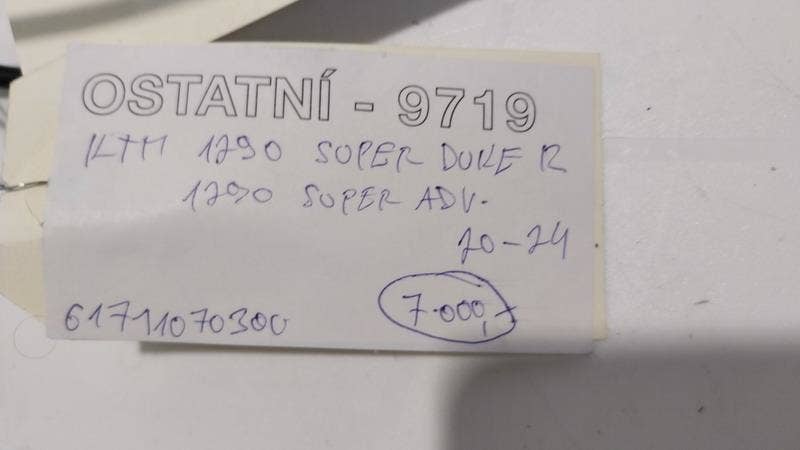 OSTATNÍ - 9719
KTM 1290 SUPER DUKE R
1290 SUPER ADV.
20-24
61711070300
7.000,-